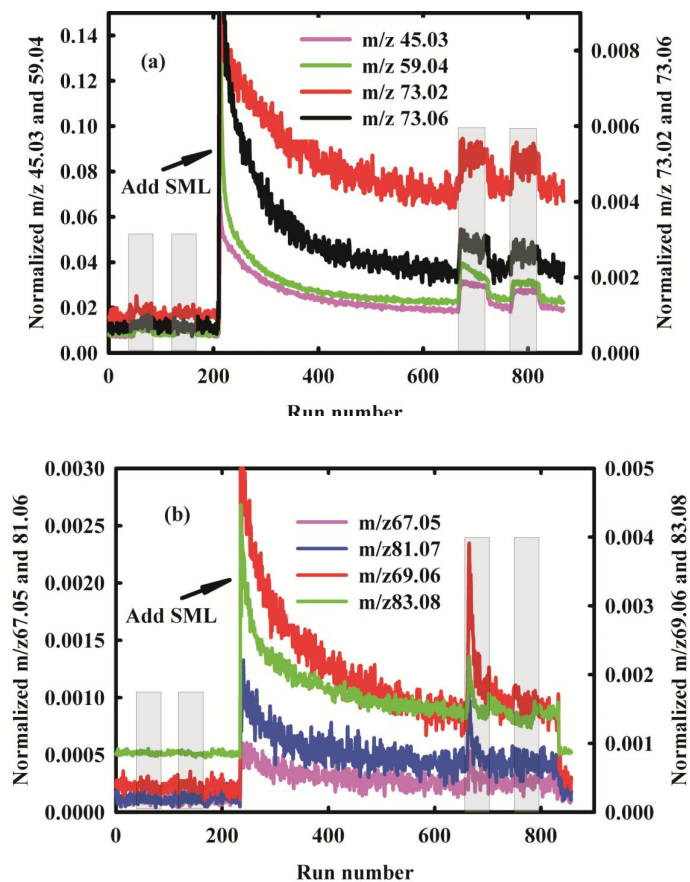 Normalized m/z 45.03 and 59.04
0.14
0.12
0.10
0.08
0.06
0.04
0.02
0.00
(a)
Add SML
m/z 45.03
m/z 59.04
m/z 73.02
m/z 73.06
0.008
0.006
0.004
0.002
0.000
Normalized m/z 73.02 and 73.06
0 200 400 600 800
Run number
Normalized m/z67.05 and 81.06
0.0030
0.0025
0.0020
0.0015
0.0010
0.0005
0.0000
(b)
Add SML
m/z67.05
m/z81.07
m/z69.06
m/z83.08
0.005
0.004
0.003
0.002
0.001
0.000
Normalized m/z69.06 and 83.08
0 200 400 600 800
Run number